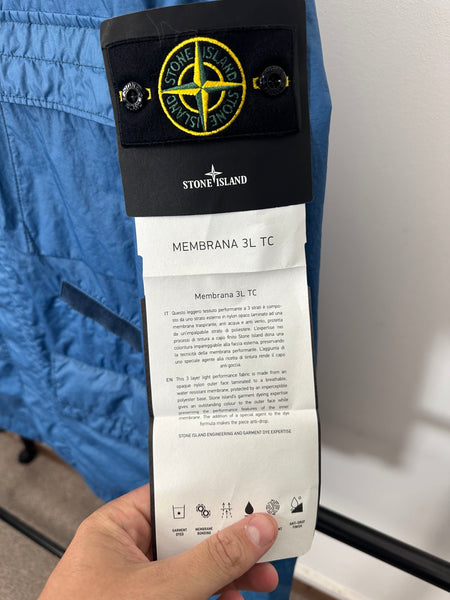 STONE ISLAND
STONE ISLAND
STONE ISLAND
MEMBRANA 3L TC
Membrana 3L TC
IT Questo leggero tessuto performante a 3 strati è compo-
sto da uno strato esterno in nylon opaco laminato ad una
membrana traspirante, anti acqua e anti vento, protetta
da un'impalpabile strato di poliestere. L'expertise nei
processi di tintura a capo finito Stone Island dona una
coloritura impareggiabile alla faccia esterna, preservando
la tecnicità della membrana performante. L'aggiunta di
uno speciale agente alla ricetta di tintura rende il capo
anti goccia.
EN This 3 layer light performance fabric is made from an
opaque nylon outer face laminated to a breathable,
water resistant membrane, protected by an imperceptible
polyester base. Stone Island's garment dyeing expertise
gives an outstanding colour to the outer face while
preserving the performance features of the inner
membrane. The addition of a special agent to the dye
formula makes the piece anti-drop.
STONE ISLAND ENGINEERING AND GARMENT DYE EXPERTISE
GARMENT DYED
MEMBRANE BONDING
ANTI-DROP FINISH